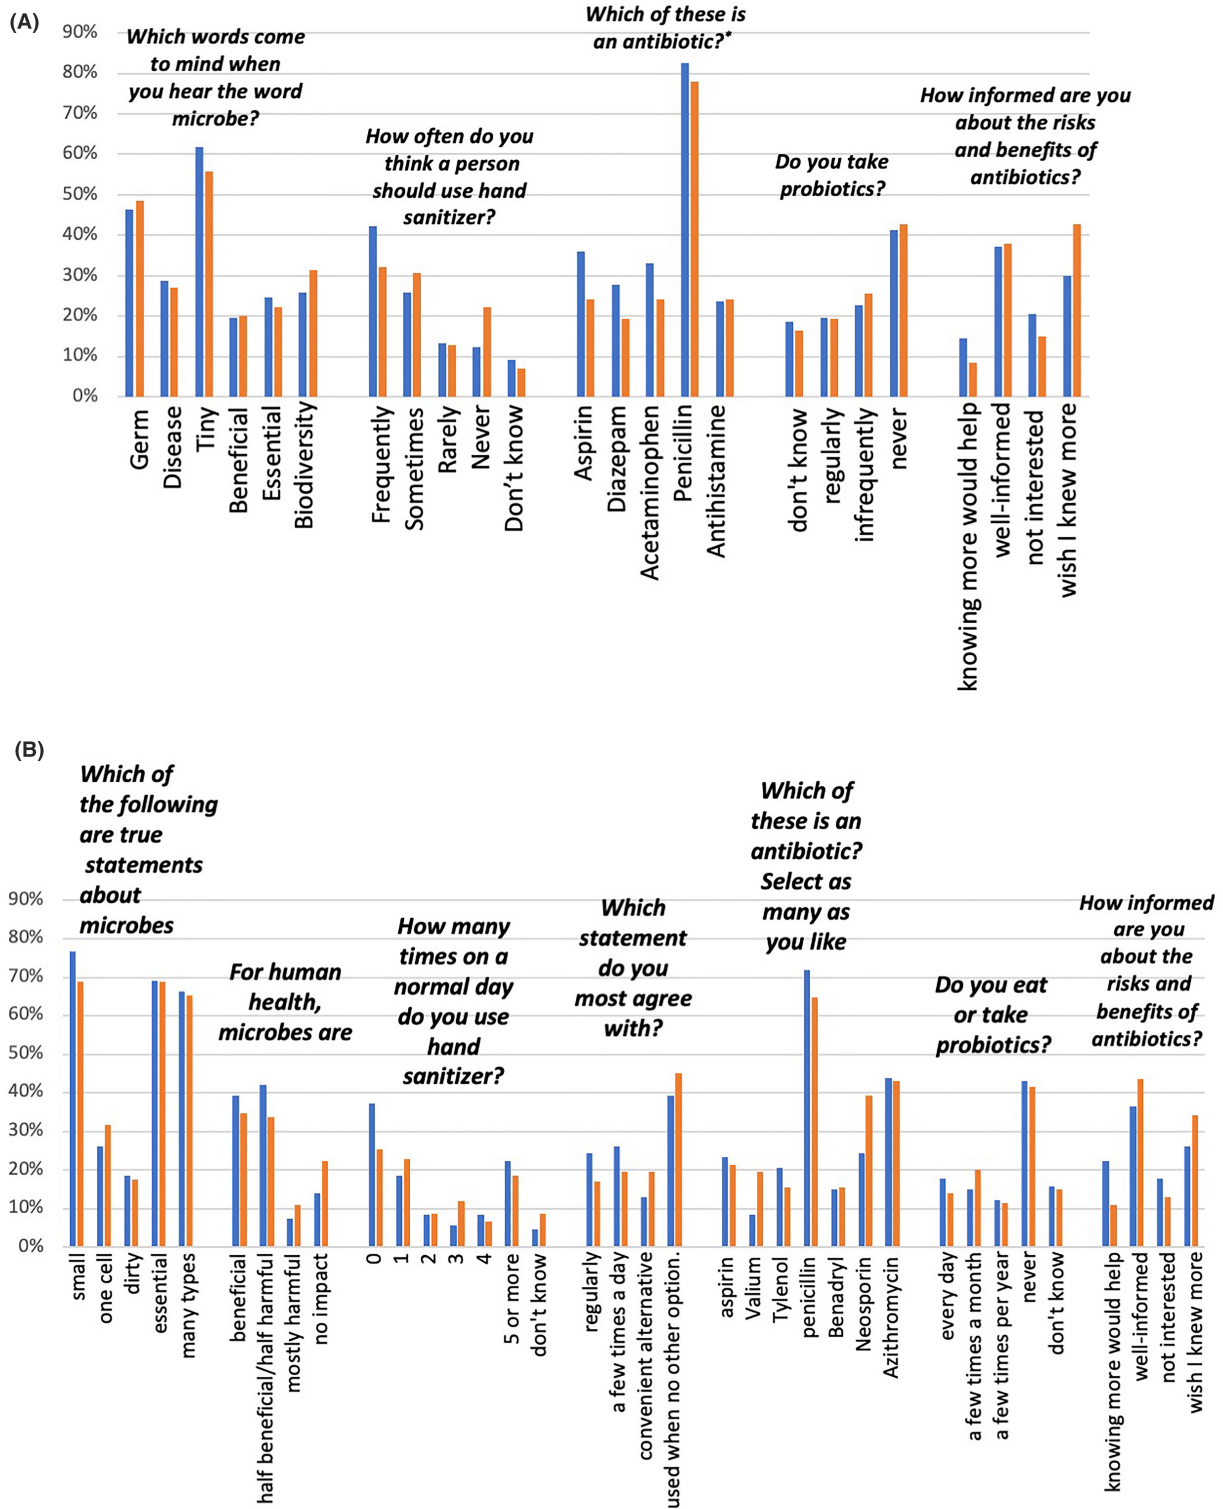 (A)
90%
80%
70%
60%
50%
40%
30%
20%
10%
0%
Which words come
to mind when
you hear the word
microbe?
How often do you
think a person
should use hand
sanitizer?
Which of these is
an antibiotic?*
Do you take
probiotics?
How informed are you
about the risks
and benefits of
antibiotics?
Germ
Disease
Tiny
Beneficial
Essential
Biodiversity
Frequently
Sometimes
Rarely
Never
Don’t know
Aspirin
Diazepam
Acetaminophen
Penicillin
Antihistamine
don't know
regularly
infrequently
never
knowing more would help
well-informed
not interested
wish I knew more
(B)
90%
80%
70%
60%
50%
40%
30%
20%
10%
0%
Which of
the following
are true
statements
about
microbes
For human
health,
microbes are
How many
times on a
normal day
do you use
hand
sanitizer?
Which
statement
do you
most agree
with?
Which of
these is an
antibiotic?
Select as
many as
you like
Do you eat
or take
probiotics?
How informed
are you
about the
risks and
benefits of
antibiotics?
small
one cell
dirty
essential
many types
beneficial
half beneficial/half harmful
mostly harmful
no impact
0
1
2
3
4
5 or more
don't know
regularly
a few times a day
convenient alternative
used when no other option.
aspirin
Valium
Tylenol
penicillin
Benadryl
Neosporin
Azithromycin
every day
a few times a month
a few times per year
never
don't know
knowing more would help
well-informed
not interested
wish I knew more